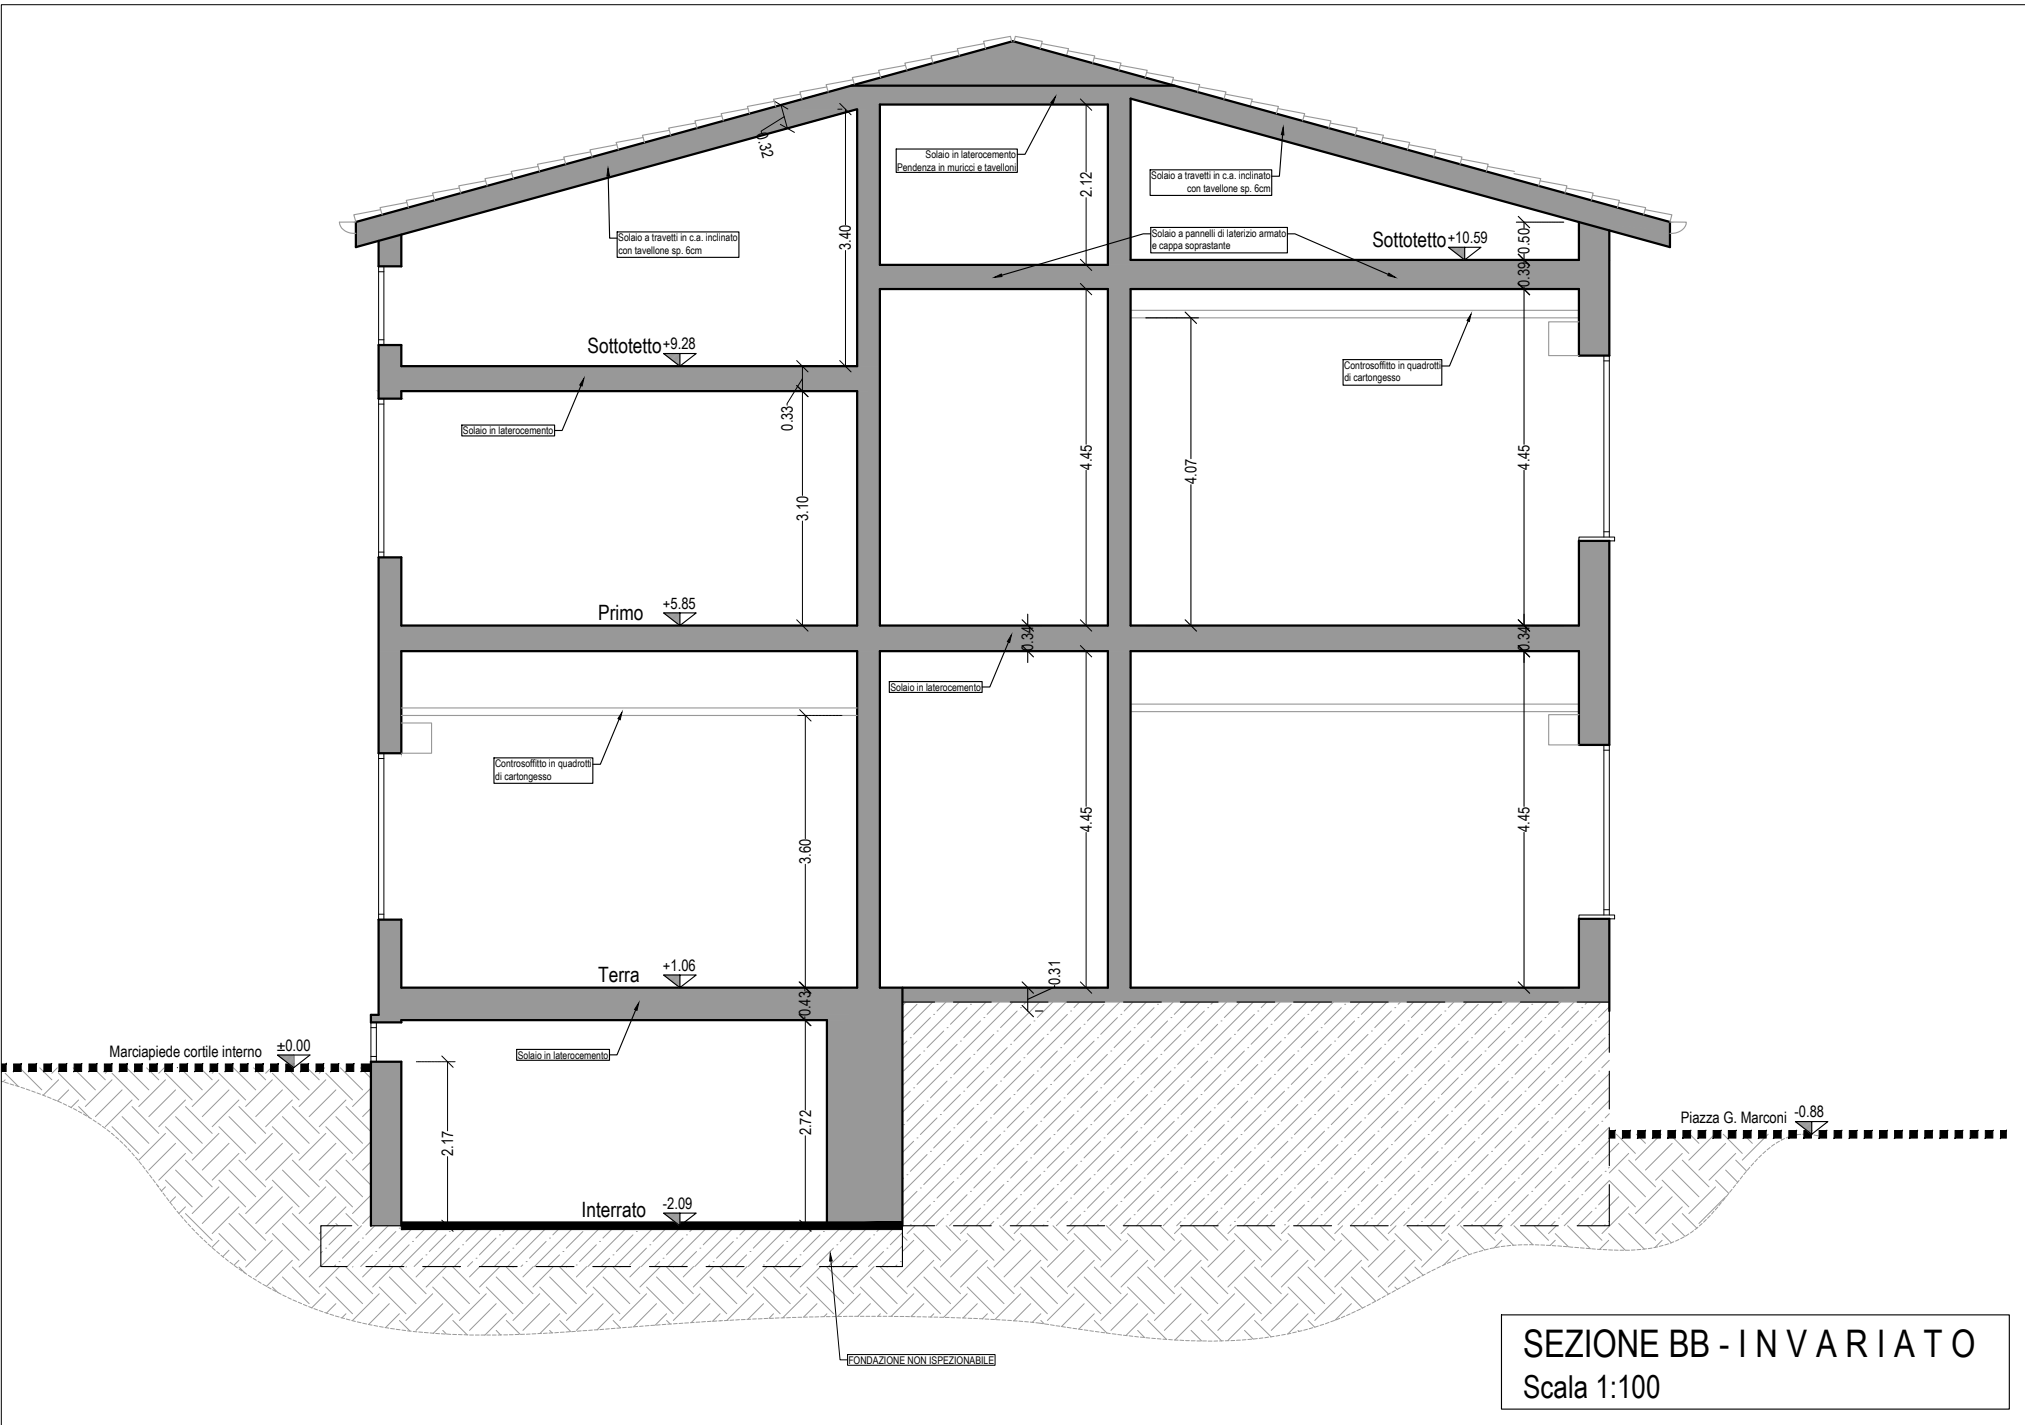 0.32
Solaio in laterocemento
Pendenza in muricci e tavelloni
2.12
Solaio a travetti in c.a. inclinato
con tavellone sp. 6cm
Solaio a travetti in c.a. inclinato
con tavellone sp. 6cm
3.40
Solaio a pannelli di laterizio armato
e cappa soprastante
Sottotetto +10.59
0.50
0.39
Sottotetto +9.28
Controsoffitto in quadrotti
di cartongesso
0.33
Solaio in laterocemento
4.45
4.07
4.45
3.10
Primo +5.85
0.34
0.34
Solaio in laterocemento
Controsoffitto in quadrotti
di cartongesso
3.60
4.45
4.45
Terra +1.06
0.31
0.43
Solaio in laterocemento
Marciapiede cortile interno ±0.00
2.17
2.72
Piazza G. Marconi -0.88
Interrato -2.09
FONDAZIONE NON ISPEZIONABILE
SEZIONE BB - I N V A R I A T O
Scala 1:100